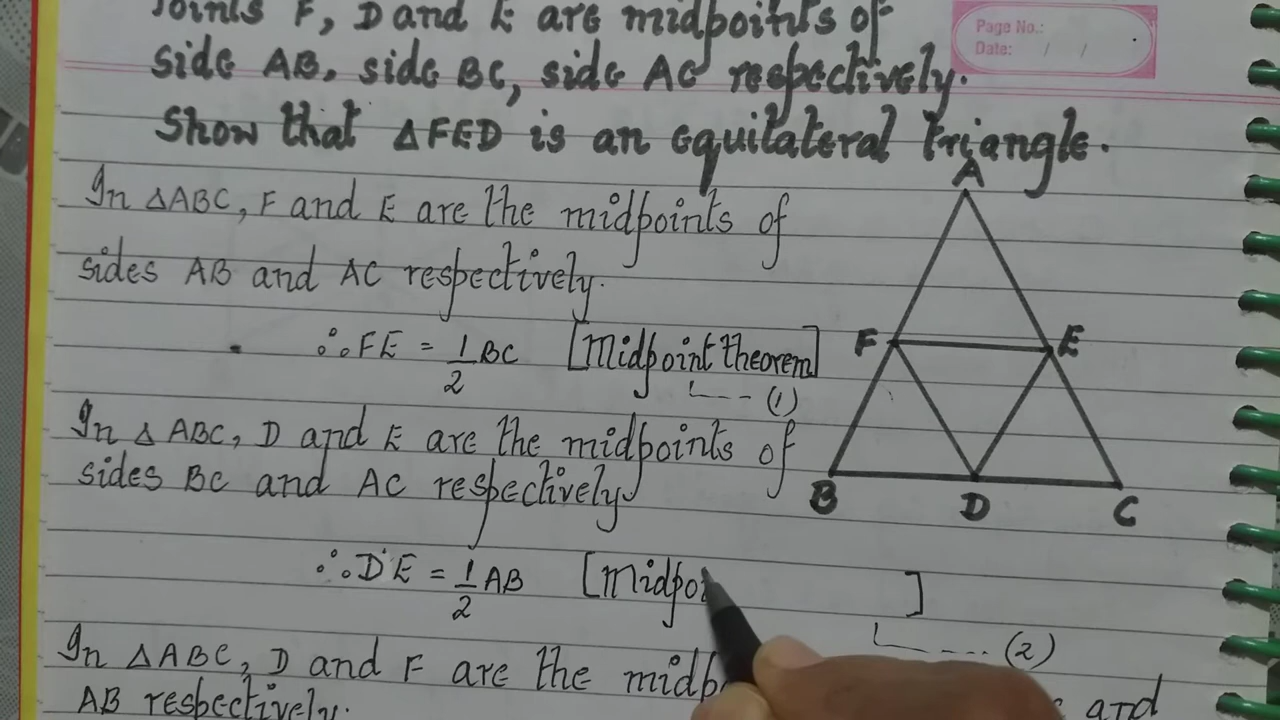 Points F, D and E are midpoints of
side AB, side BC, side AC respectively.
Show that △FED is an equilateral triangle.
Page No.:
Date: / /
In △ABC, F and E are the midpoints of
sides AB and AC respectively.
∴ FE = 1/2 BC [Midpoint theorem]
(1)
In △ ABC, D and E are the midpoints of
sides BC and AC respectively
∴ DE = 1/2 AB [Midpo ]
(2)
In △ABC, D and F are the midp and
AB respectively.
A
F
E
B
D
C